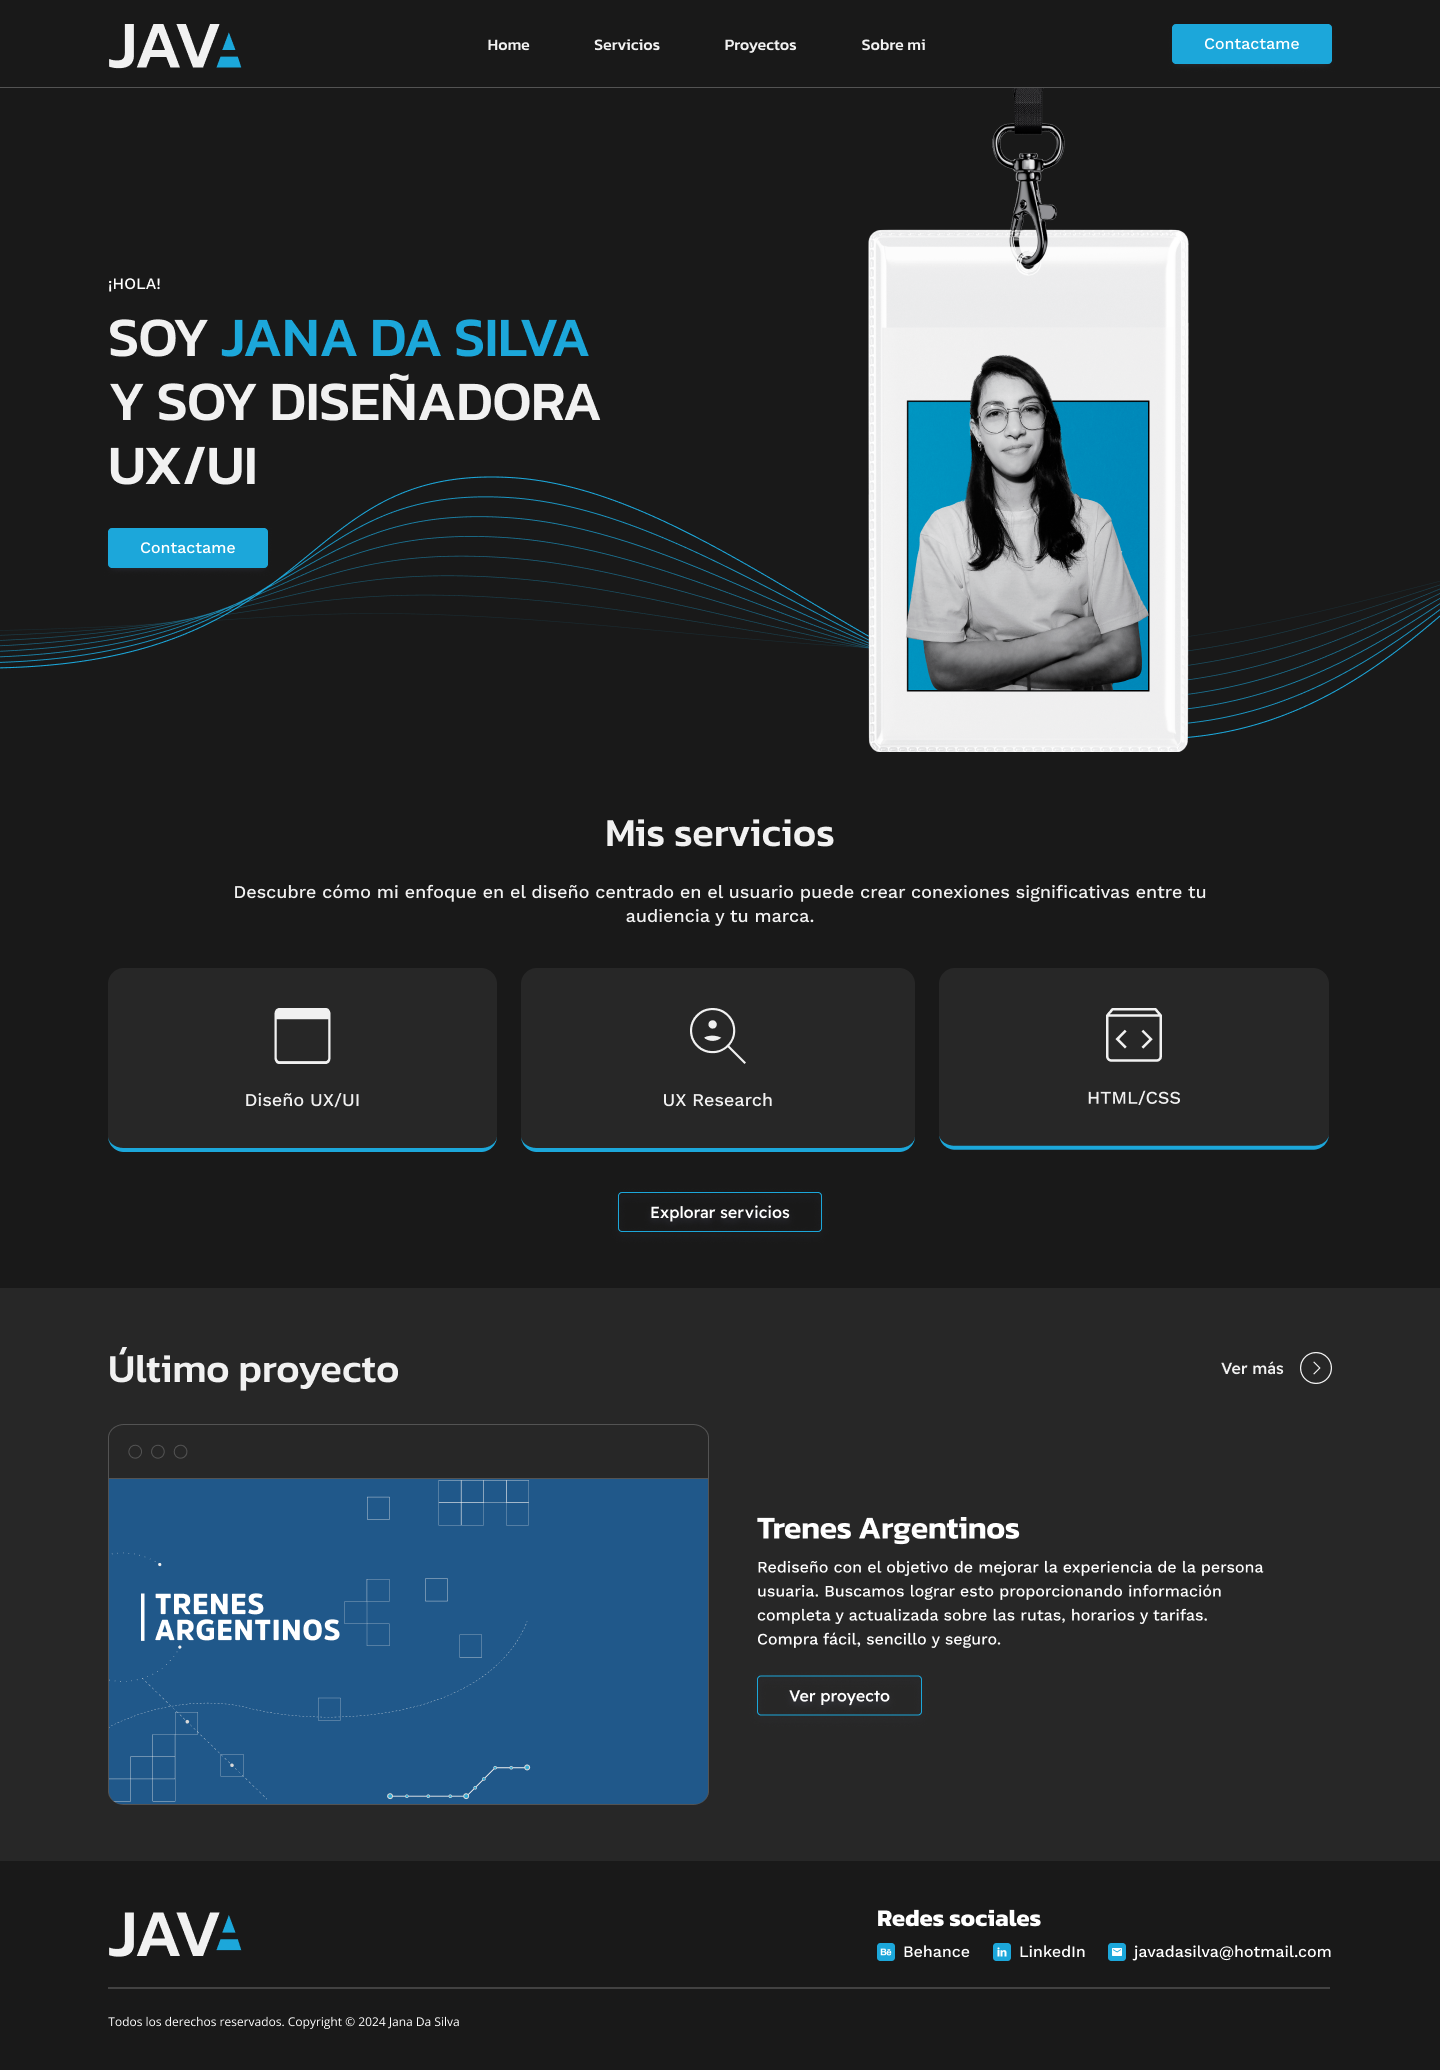 JAVA
Home
Servicios
Proyectos
Sobre mi
Contactame
¡HOLA!
SOY JANA DA SILVA
Y SOY DISEÑADORA
UX/UI
Contactame
Mis servicios
Descubre cómo mi enfoque en el diseño centrado en el usuario puede crear conexiones significativas entre tu
audiencia y tu marca.
Diseño UX/UI
UX Research
HTML/CSS
Explorar servicios
Último proyecto
Ver más
TRENES
ARGENTINOS
Trenes Argentinos
Rediseño con el objetivo de mejorar la experiencia de la persona
usuaria. Buscamos lograr esto proporcionando información
completa y actualizada sobre las rutas, horarios y tarifas.
Compra fácil, sencillo y seguro.
Ver proyecto
JAVA
Redes sociales
Bē Behance
in LinkedIn
javadasilva@hotmail.com
Todos los derechos reservados. Copyright © 2024 Jana Da Silva